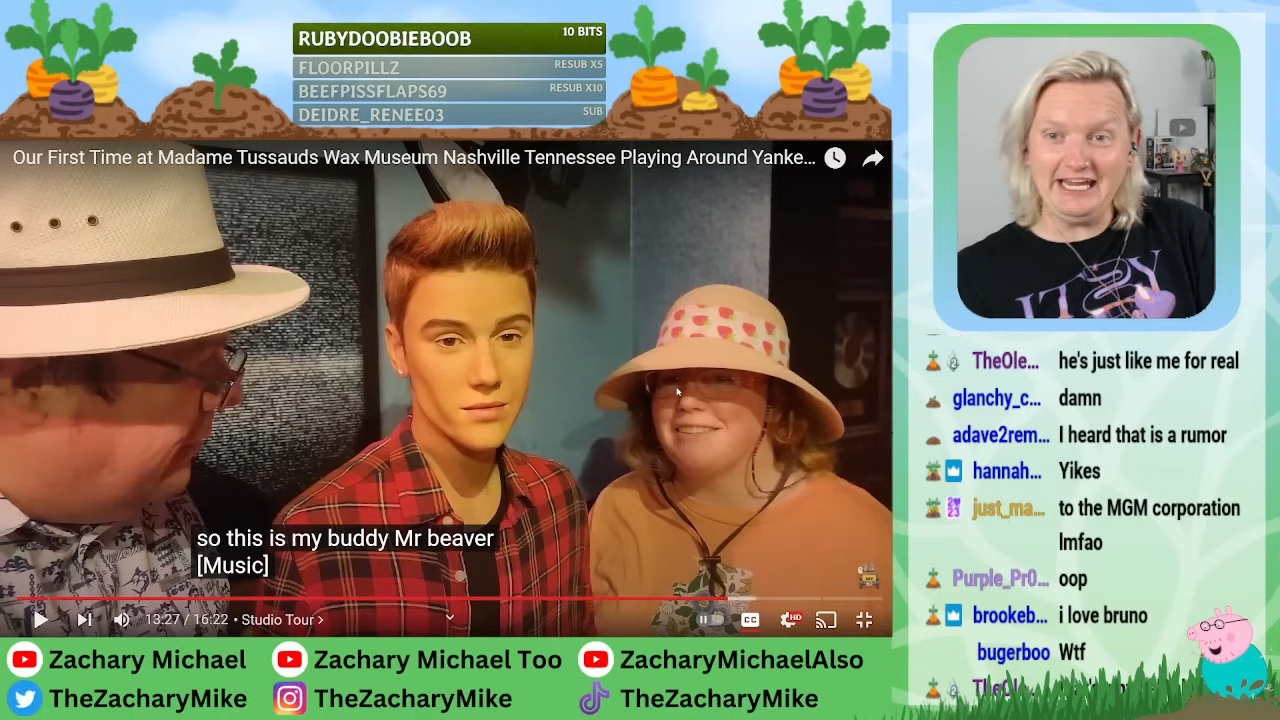 RUBYDOOBIEBOOB 10 BITS
FLOORPILLZ RESUB X5
BEEFPISSFLAPS69 RESUB X10
DEIDRE_RENEE03 SUB
Our First Time at Madame Tussauds Wax Museum Nashville Tennessee Playing Around Yanke...
so this is my buddy Mr beaver
[Music]
13:27 / 16:22 • Studio Tour >
CC
HD
TheOle... he's just like me for real
glanchy_c... damn
adave2rem... I heard that is a rumor
hannah... Yikes
just_ma... to the MGM corporation
lmfao
Purple_Pr0... oop
brookeb... i love bruno
bugerboo Wtf
Zachary Michael
Zachary Michael Too
ZacharyMichaelAlso
TheZacharyMike
TheZacharyMike
TheZacharyMike